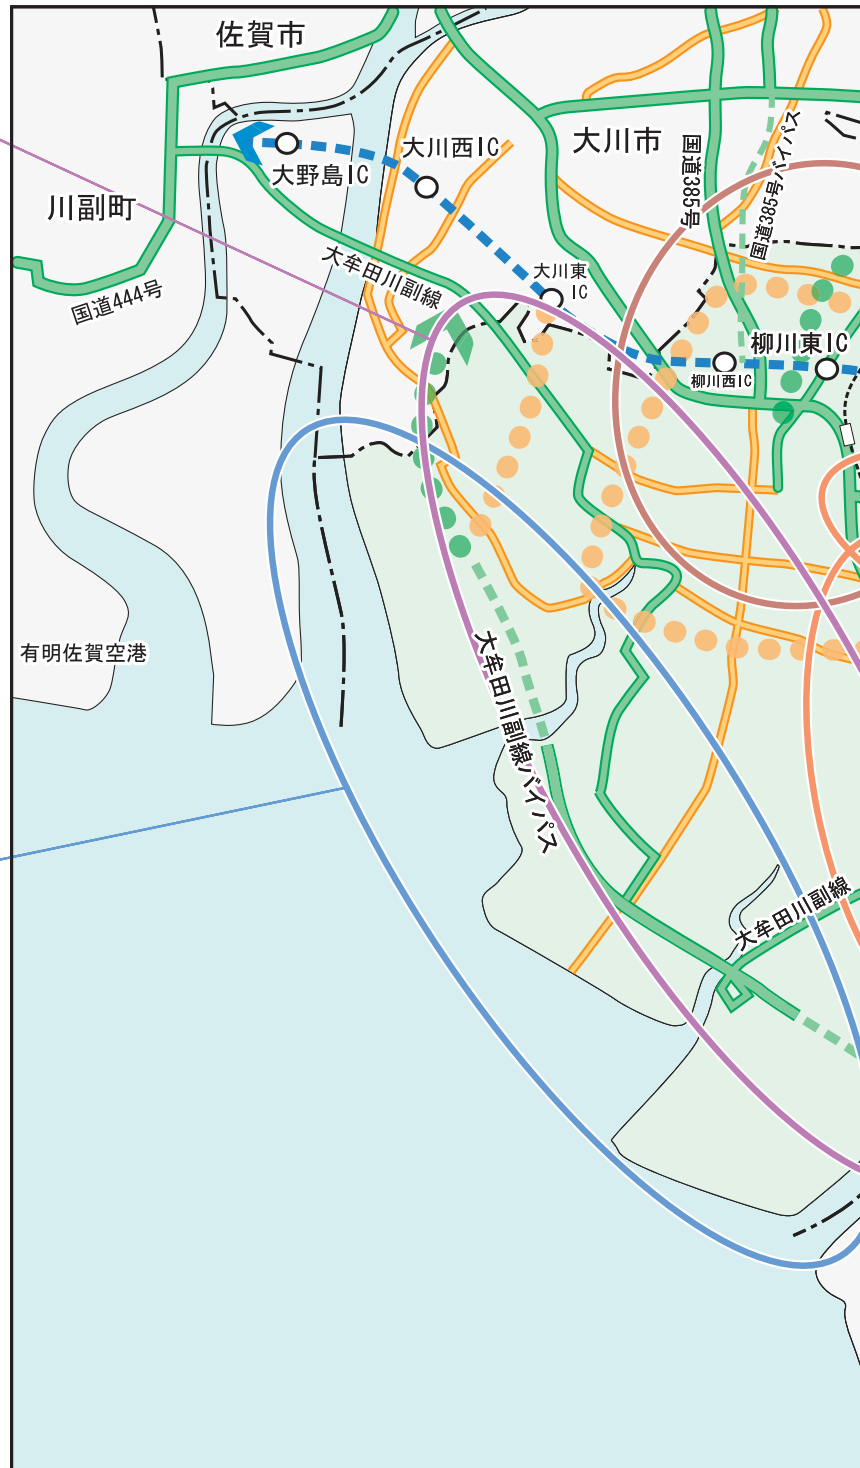 佐賀市
大川市
大川西IC
大野島IC
川副町
国道385号
国道385号バイパス
大牟田川副線
国道444号
大川東
IC
柳川東IC
柳川西IC
有明佐賀空港
大牟田川副線バイパス
大牟田川副線